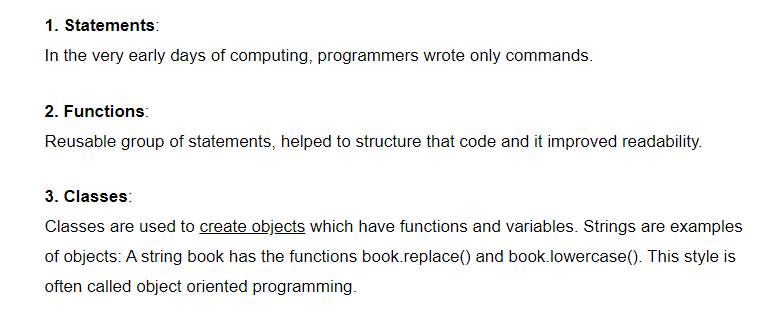 1. Statements:
In the very early days of computing, programmers wrote only commands.
2. Functions:
Reusable group of statements, helped to structure that code and it improved readability.
3. Classes:
Classes are used to create objects which have functions and variables. Strings are examples
of objects: A string book has the functions book.replace() and book.lowercase(). This style is
often called object oriented programming.